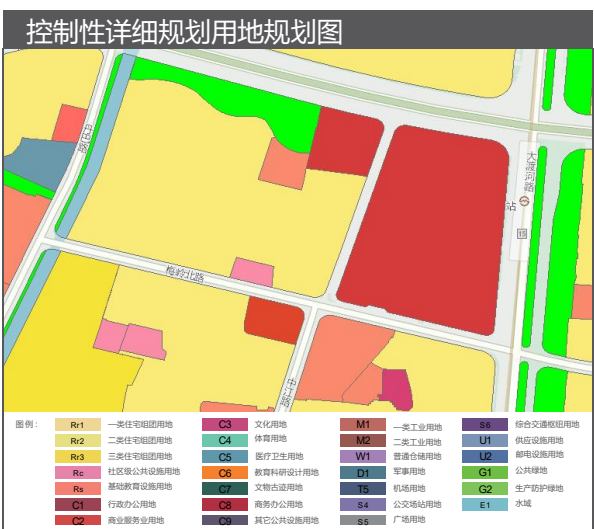 控制性详细规划用地规划图
大渡河路
站
15
梅岭北路
图例：
Rr1 一类住宅组团用地
Rr2 二类住宅组团用地
Rr3 三类住宅组团用地
Rc 社区级公共设施用地
Rs 基础教育设施用地
C1 行政办公用地
C2 商业服务业用地
C3 文化用地
C4 体育用地
C5 医疗卫生用地
C6 教育科研设计用地
C7 文物古迹用地
C8 商务办公用地
C9 其它公共设施用地
M1 一类工业用地
M2 二类工业用地
W1 普通仓储用地
D1 军事用地
T5 机场用地
S4 公交场站用地
S5 广场用地
S6 综合交通枢纽用地
U1 供应设施用地
U2 邮电设施用地
G1 公共绿地
G2 生产防护绿地
E1 水域